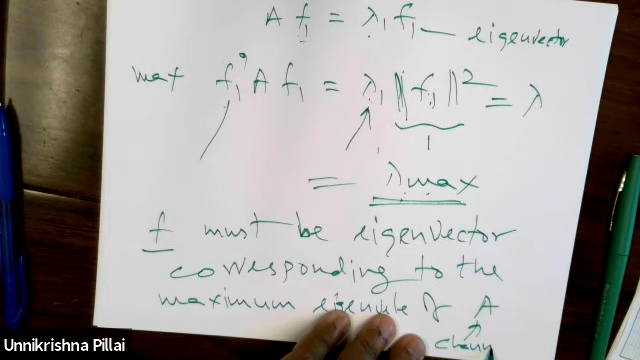 A f₁ = λ₁ f₁ — eigenvector
max f₁* A f₁ = λ₁ ||f₁||² = λ
1
= λmax
f must be eigenvector
corresponding to the
maximum eigenvalue of A
Unnikrishna Pillai